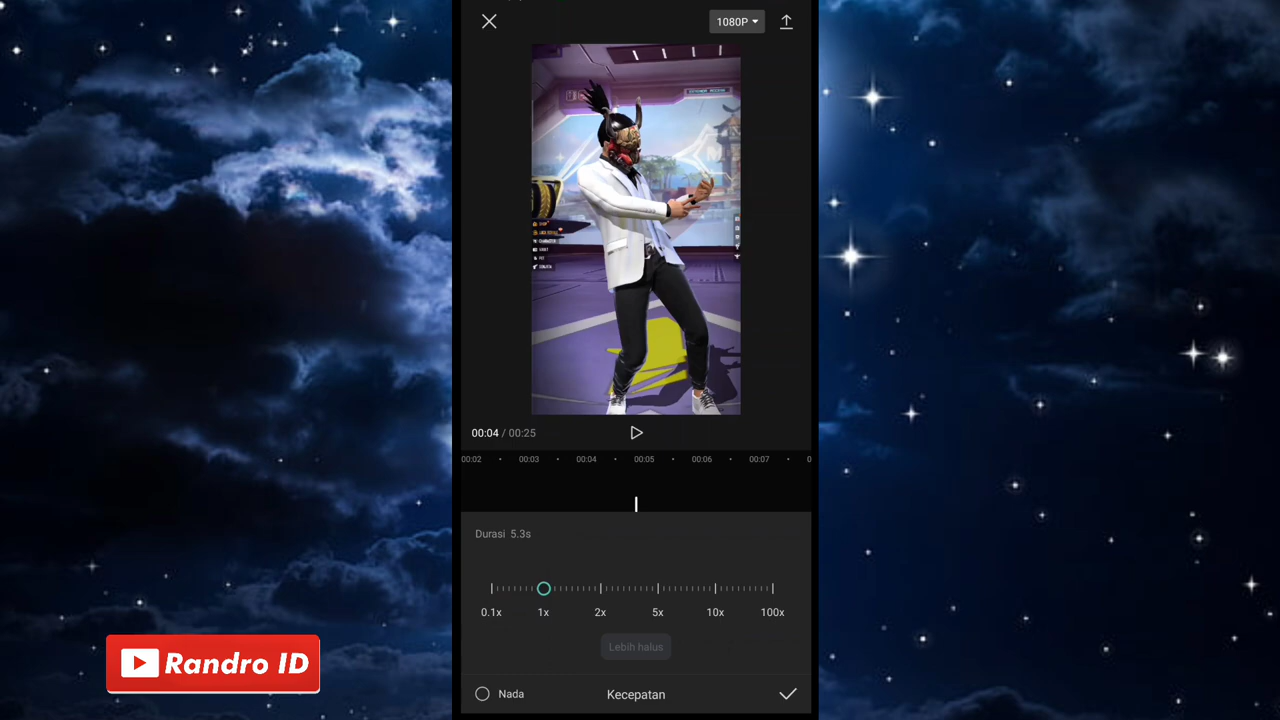 1080P
00:04 / 00:25
00:02 00:03 00:04 00:05 00:06 00:07 0
Durasi 5.3s
0.1x 1x 2x 5x 10x 100x
Lebih halus
Nada Kecepatan
Randro ID